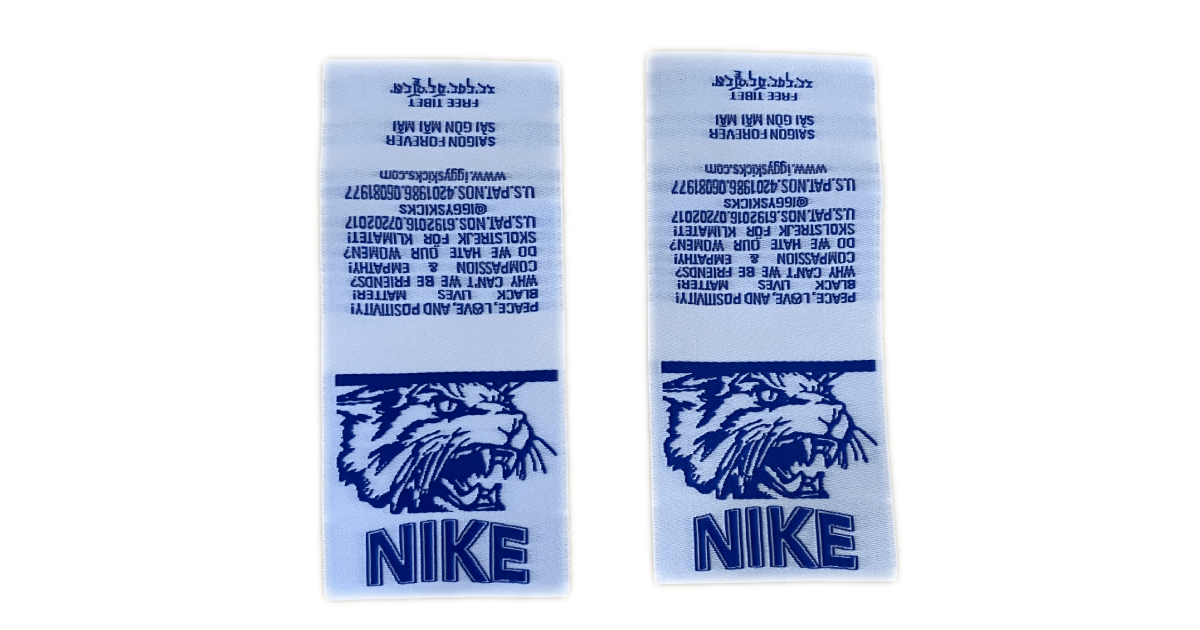 PEACE, L☮VE, AND POSITIVITY!
BLACK LIVES MATTER!
WHY CAN'T WE BE FRIENDS?
COMPASSION & EMPATHY!
DO WE HATE OUR WOMEN?
SKOLSTREJK FÖR KLIMATET!
U.S.PAT.NOS.6192016.07202017
@IGGYSKICKS
U.S.PAT.NOS.4201986.06081977
www.iggyskicks.com
SAIGON FOREVER
SÀI GÒN MÃI MÃI
FREE TIBET
NIKE
PEACE, L☮VE, AND POSITIVITY!
BLACK LIVES MATTER!
WHY CAN'T WE BE FRIENDS?
COMPASSION & EMPATHY!
DO WE HATE OUR WOMEN?
SKOLSTREJK FÖR KLIMATET!
U.S.PAT.NOS.6192016.07202017
@IGGYSKICKS
U.S.PAT.NOS.4201986.06081977
www.iggyskicks.com
SAIGON FOREVER
SÀI GÒN MÃI MÃI
FREE TIBET
NIKE